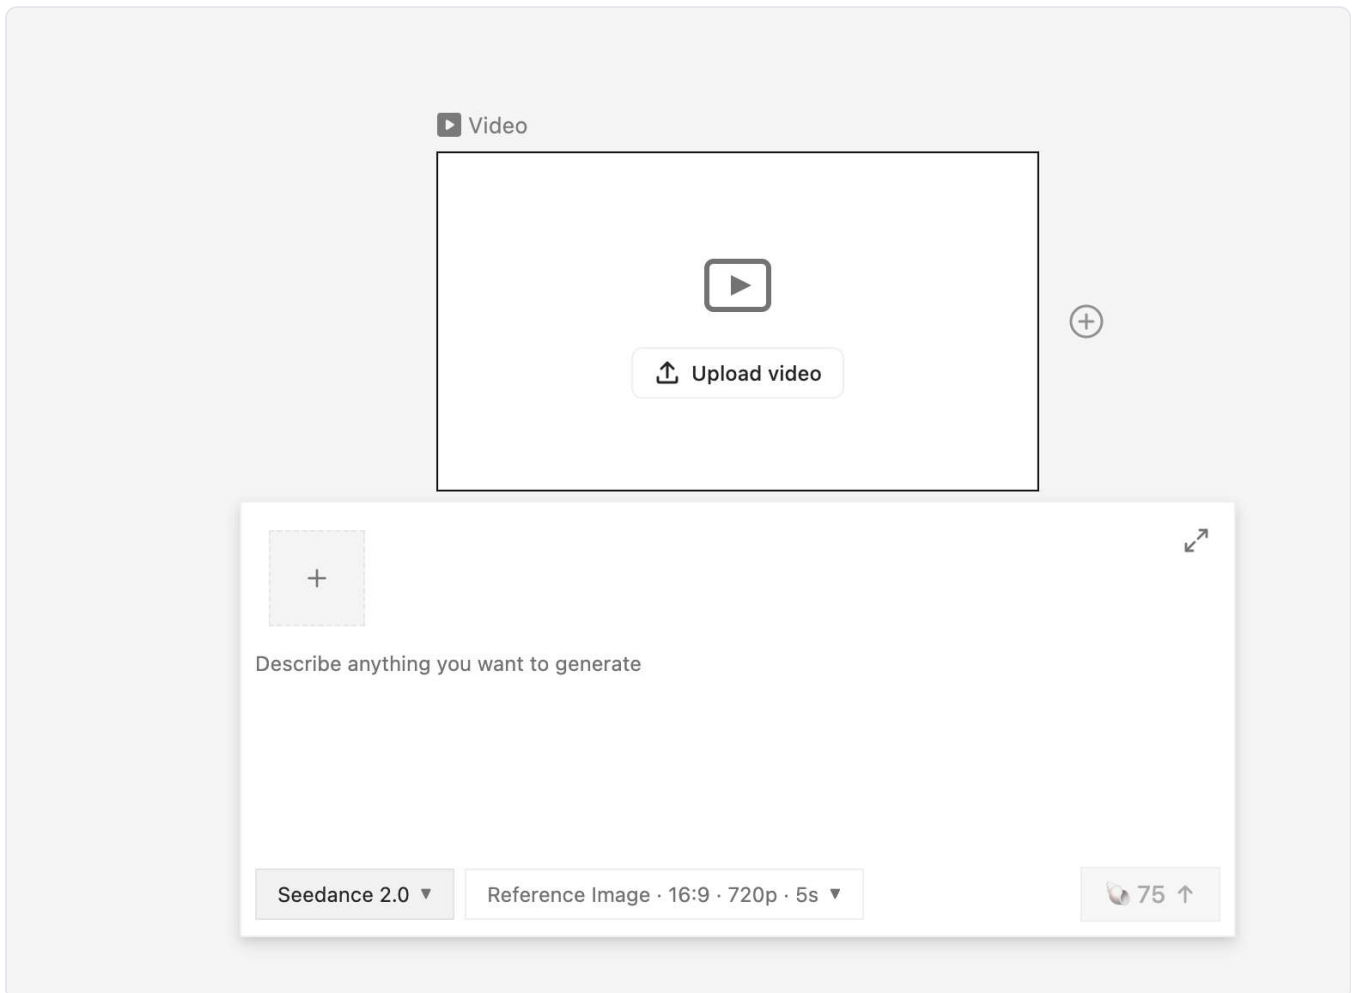 Video
Upload video
Describe anything you want to generate
Seedance 2.0
Reference Image · 16:9 · 720p · 5s
75